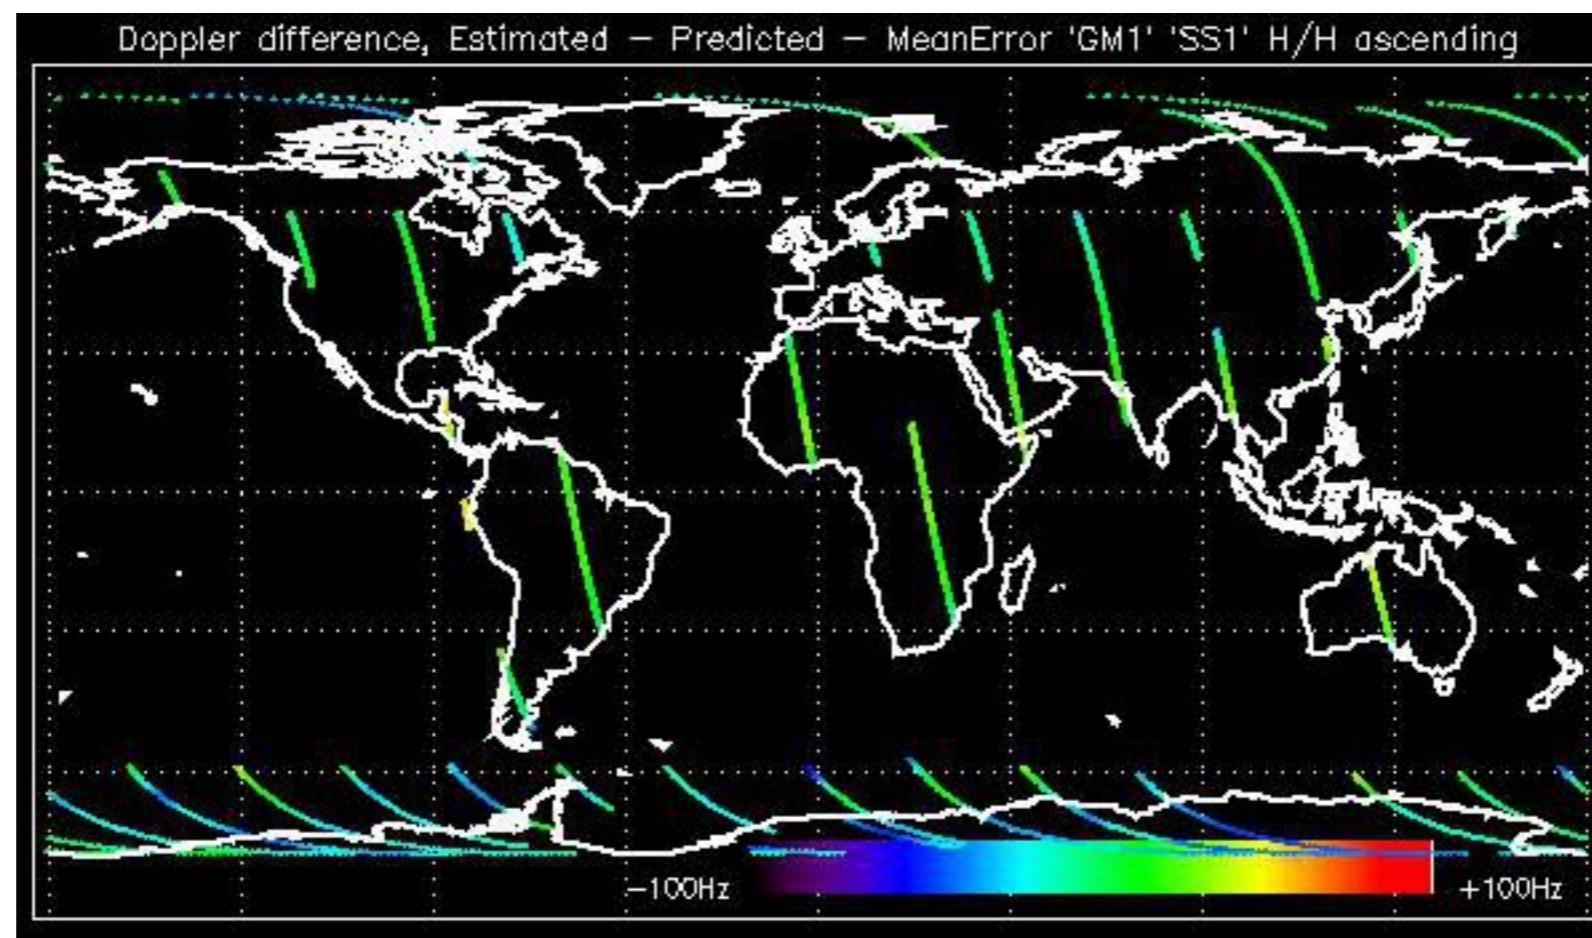 Doppler difference, Estimated – Predicted – MeanError 'GM1' 'SS1' H/H ascending
–100Hz
+100Hz